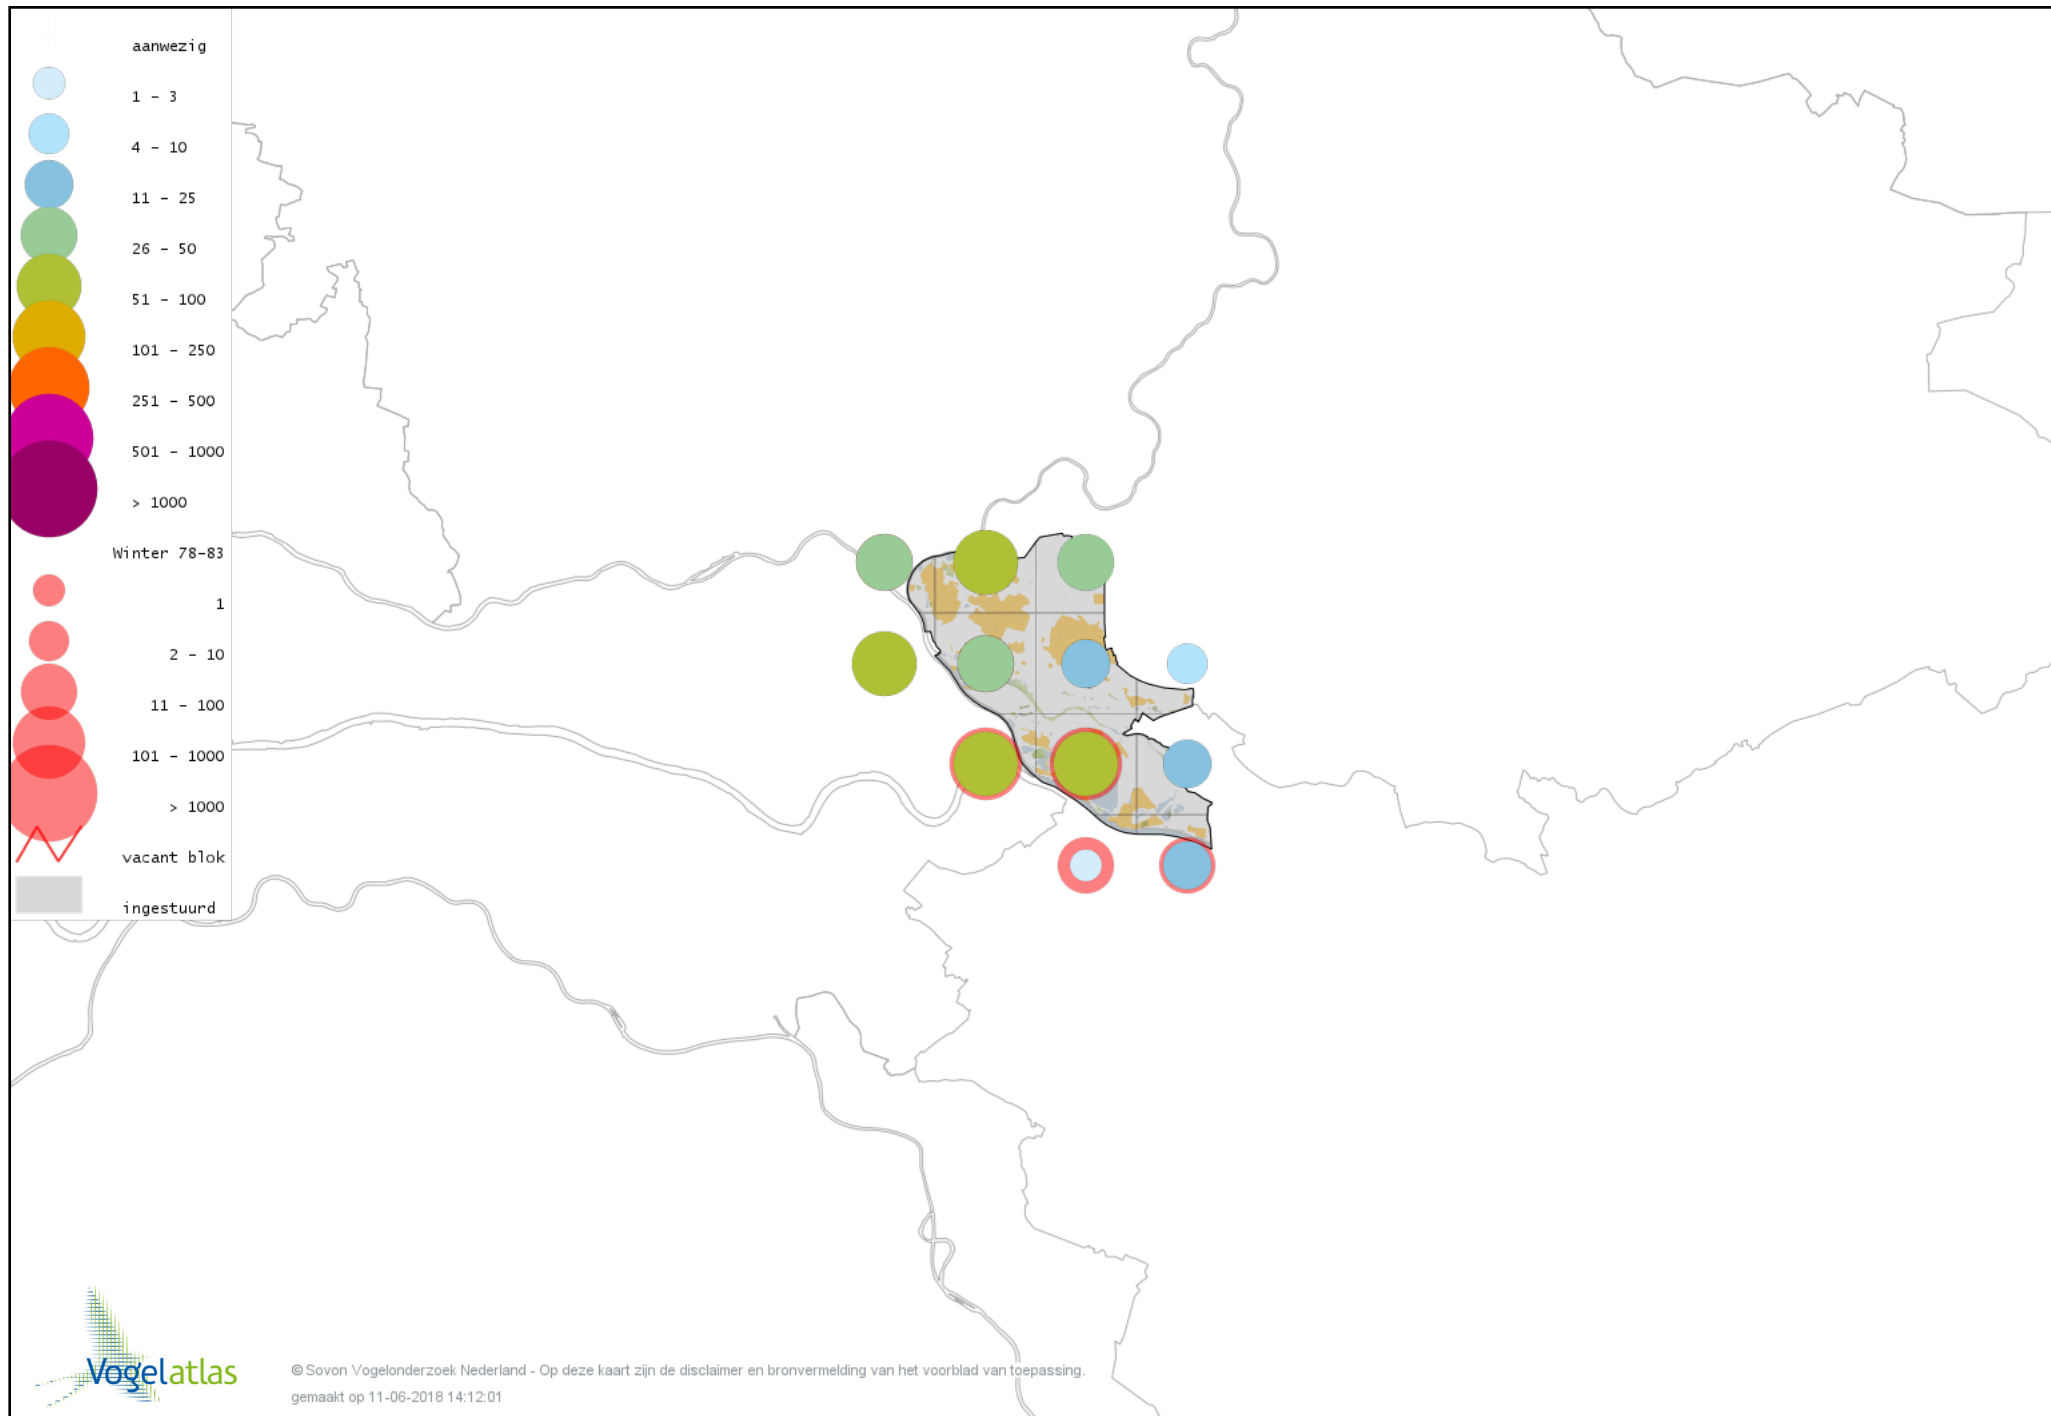 aanwezig
1 - 3
4 - 10
11 - 25
26 - 50
51 - 100
101 - 250
251 - 500
501 - 1000
> 1000
Winter 78-83
1
2 - 10
11 - 100
101 - 1000
> 1000
vacant blok
ingestuurd
Vogelatlas
© Sovon Vogelonderzoek Nederland - Op deze kaart zijn de disclaimer en bronvermelding van het voorblad van toepassing.
gemaakt op 11-06-2018 14:12:01